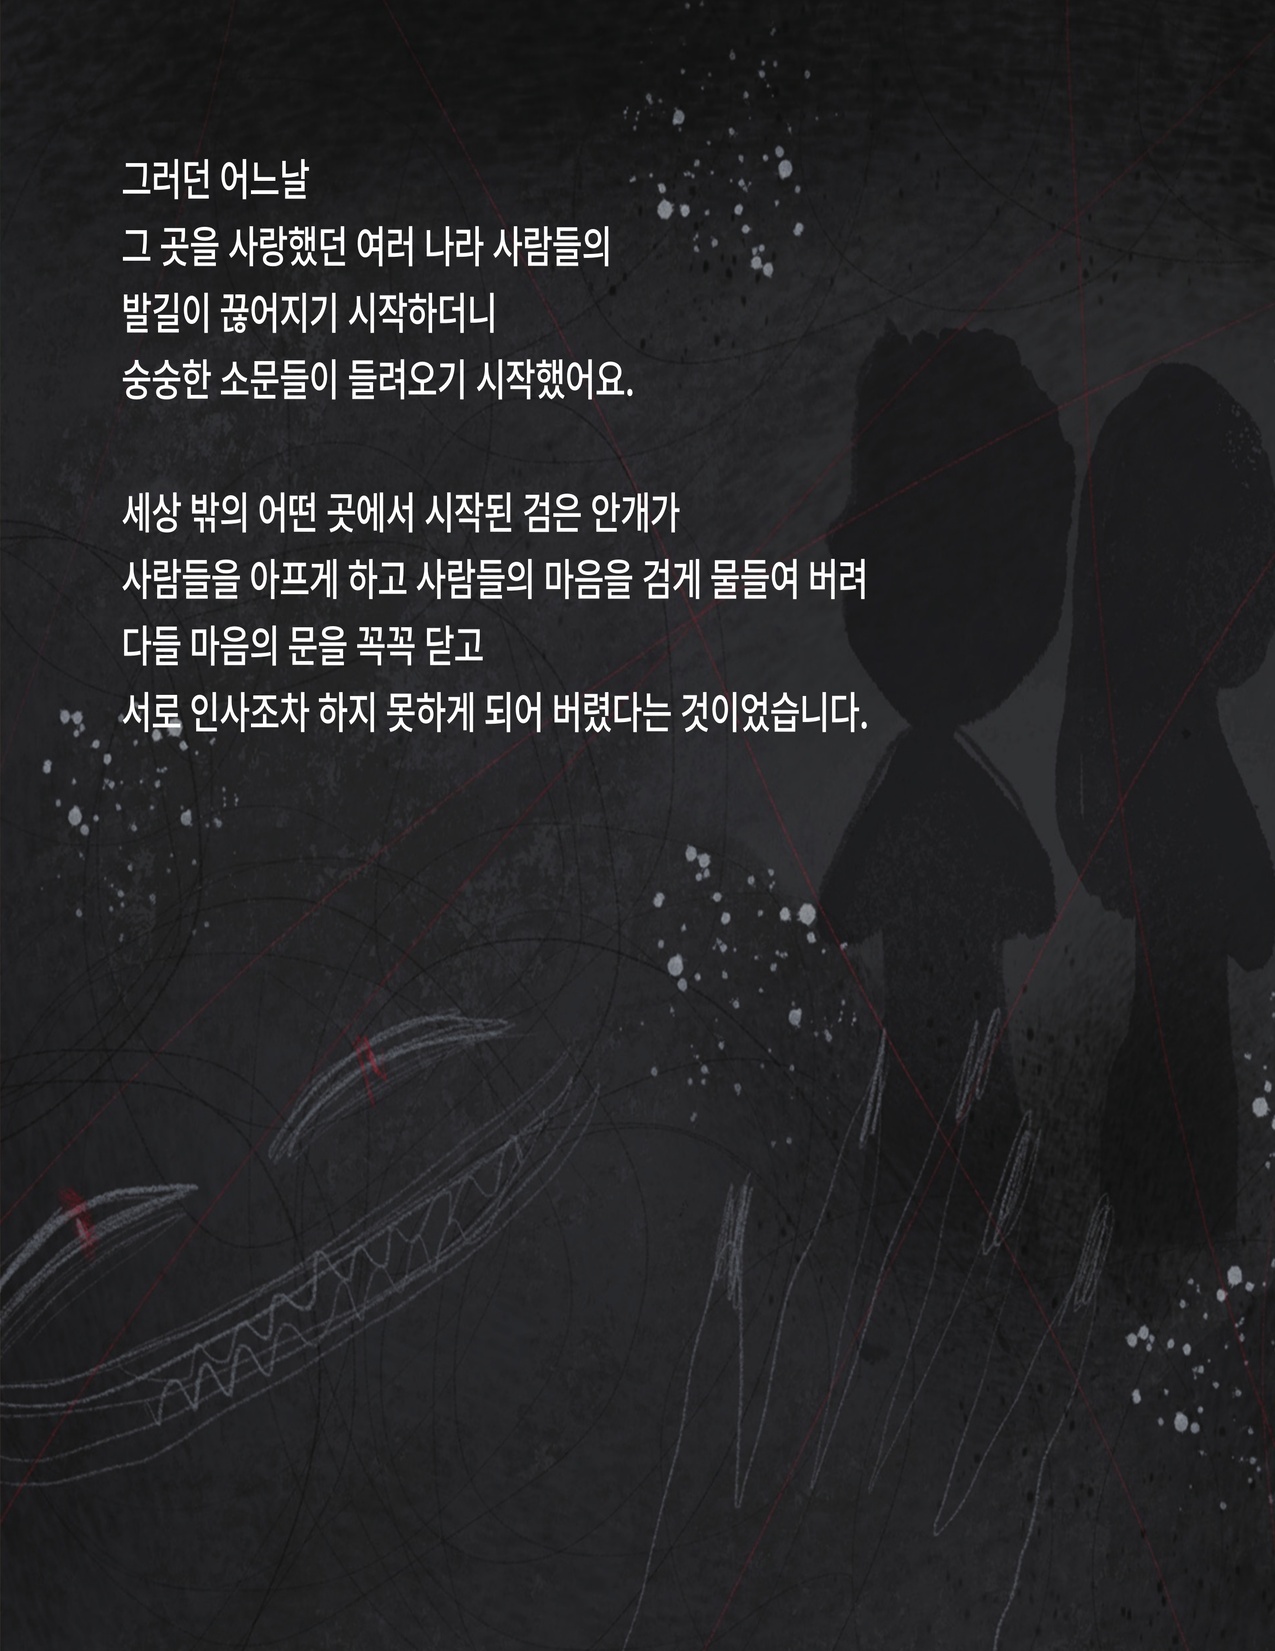 그러던 어느날
그 곳을 사랑했던 여러 나라 사람들의
발길이 끊어지기 시작하더니
숭숭한 소문들이 들려오기 시작했어요.
세상 밖의 어떤 곳에서 시작된 검은 안개가
사람들을 아프게 하고 사람들의 마음을 검게 물들여 버려
다들 마음의 문을 꼭꼭 닫고
서로 인사조차 하지 못하게 되어 버렸다는 것이었습니다.